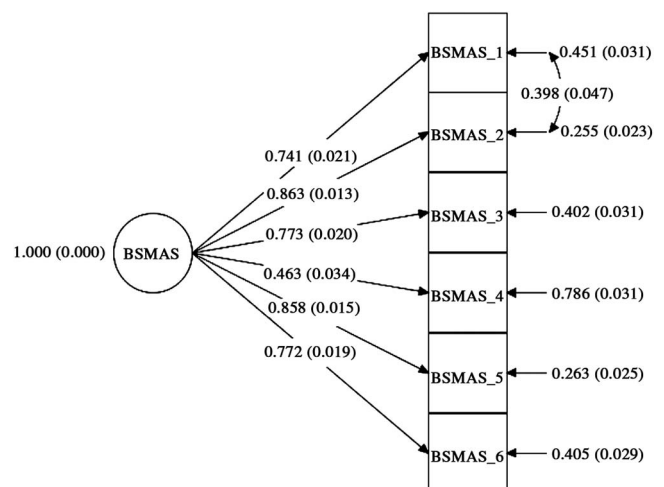 BSMAS_1
0.451 (0.031)
0.398 (0.047)
BSMAS_2
0.255 (0.023)
0.741 (0.021)
0.863 (0.013)
BSMAS_3
0.402 (0.031)
0.773 (0.020)
1.000 (0.000)
BSMAS
0.463 (0.034)
BSMAS_4
0.786 (0.031)
0.858 (0.015)
0.772 (0.019)
BSMAS_5
0.263 (0.025)
BSMAS_6
0.405 (0.029)